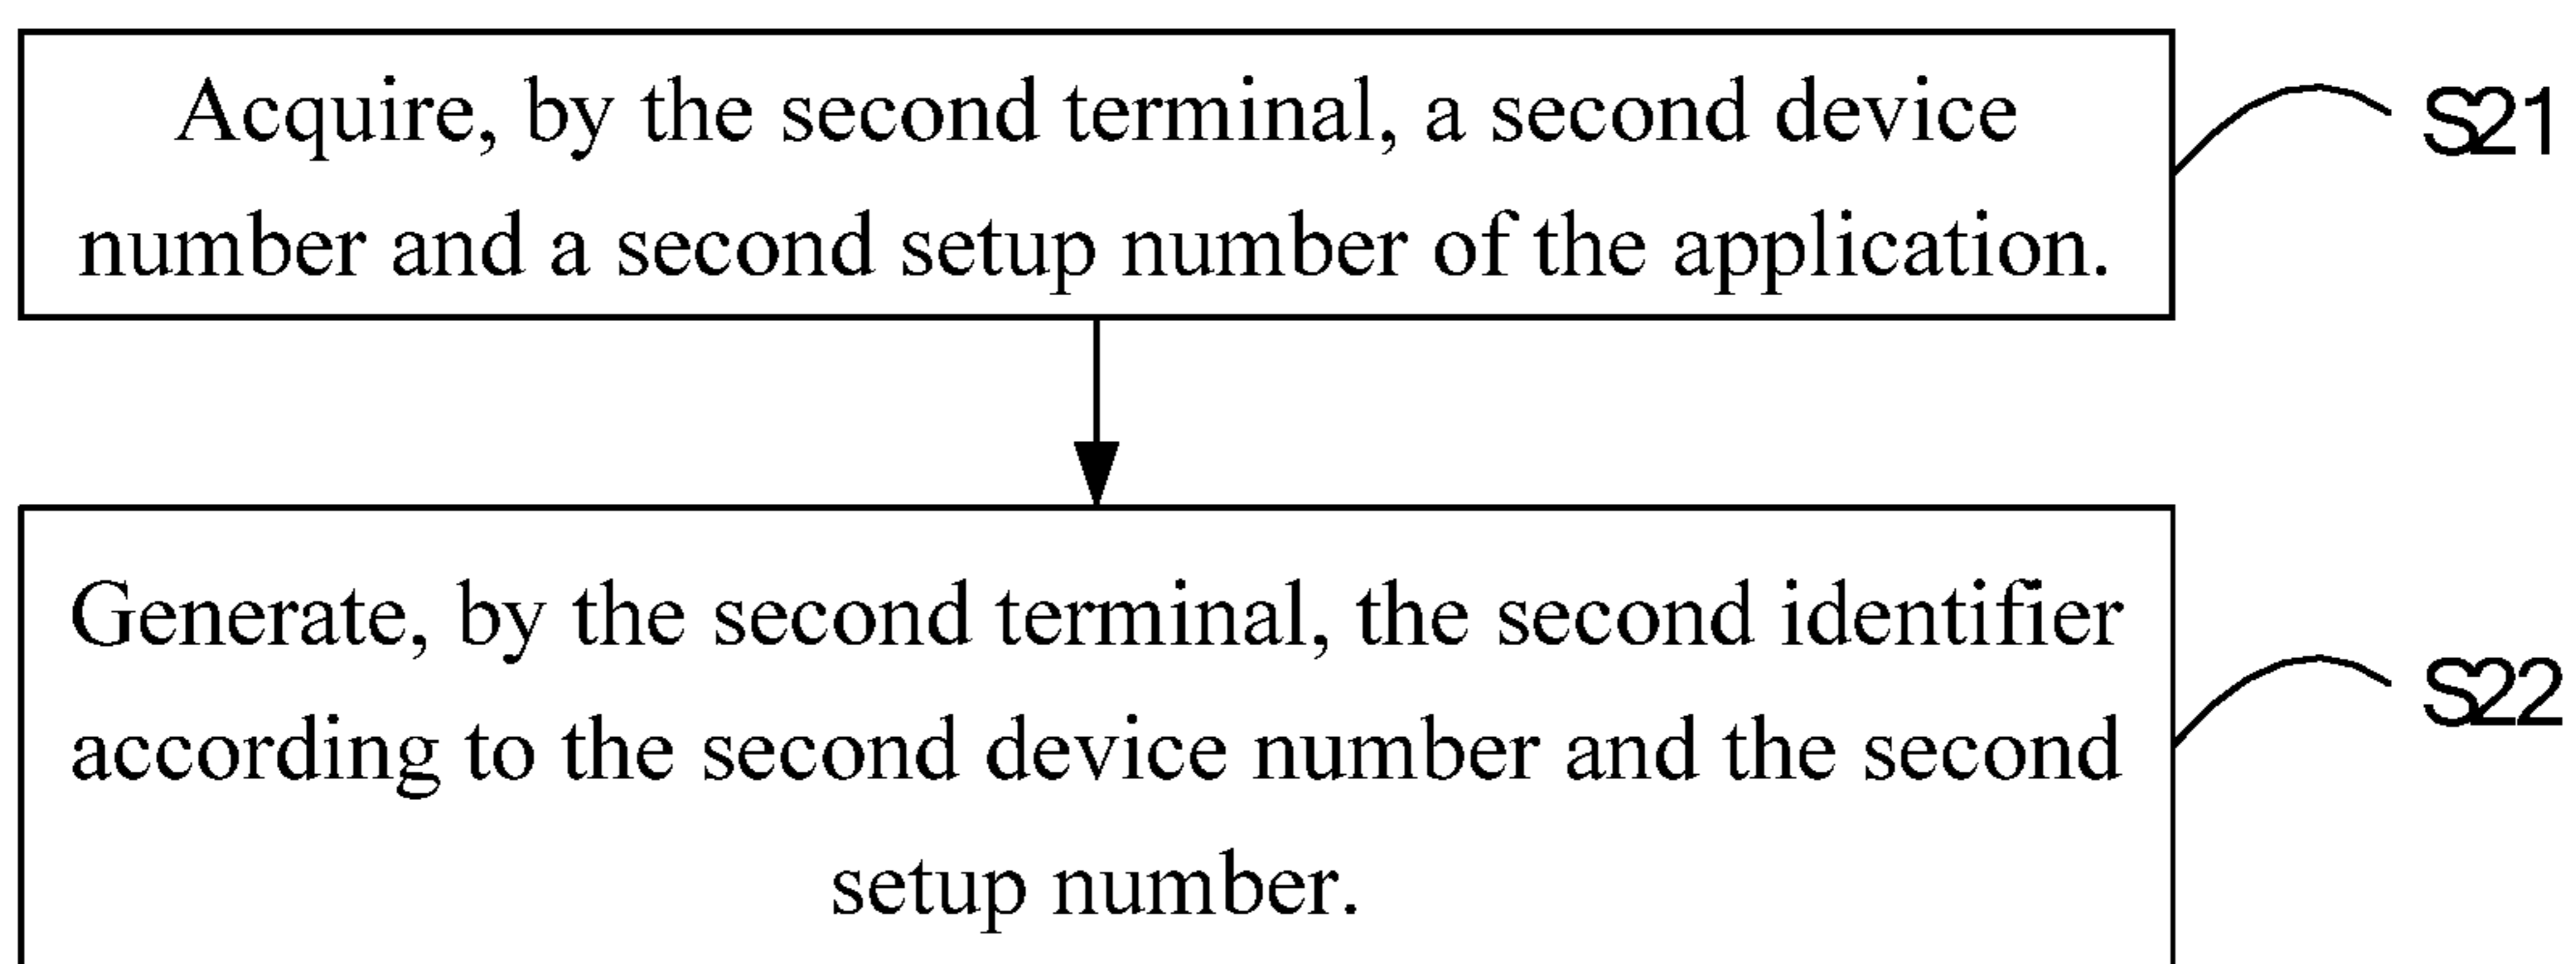 Acquire, by the second terminal, a second device
number and a second setup number of the application.
S21
Generate, by the second terminal, the second identifier
according to the second device number and the second
setup number.
S22